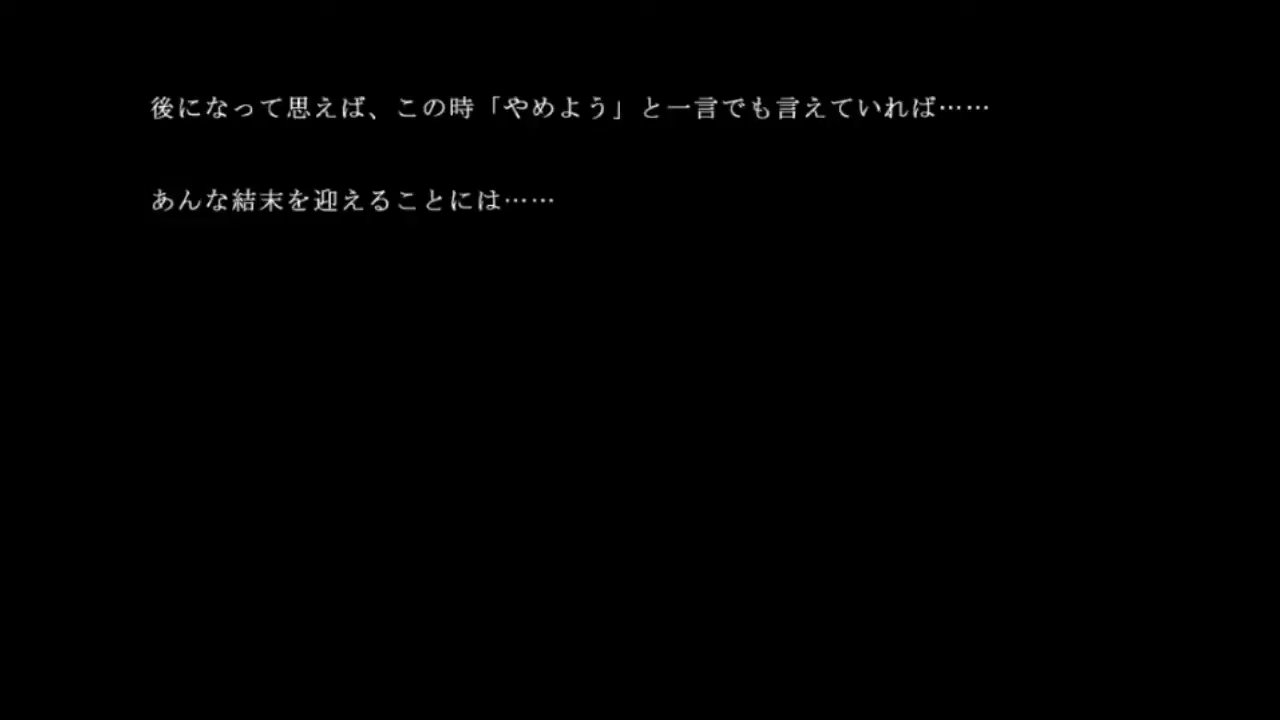 後になって思えば、この時「やめよう」と一言でも言えていれば……
あんな結末を迎えることには……